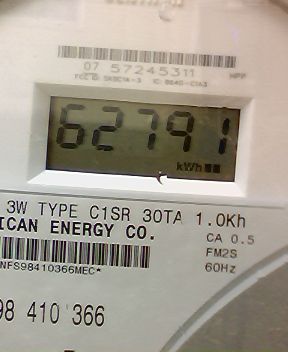 07 57245311 HPP
62791
kWh
3W TYPE C1SR 30TA 1.0Kh
ICAN ENERGY CO.
CA 0.5
FM2S
NFS98410366MEC*
60Hz
98 410 366